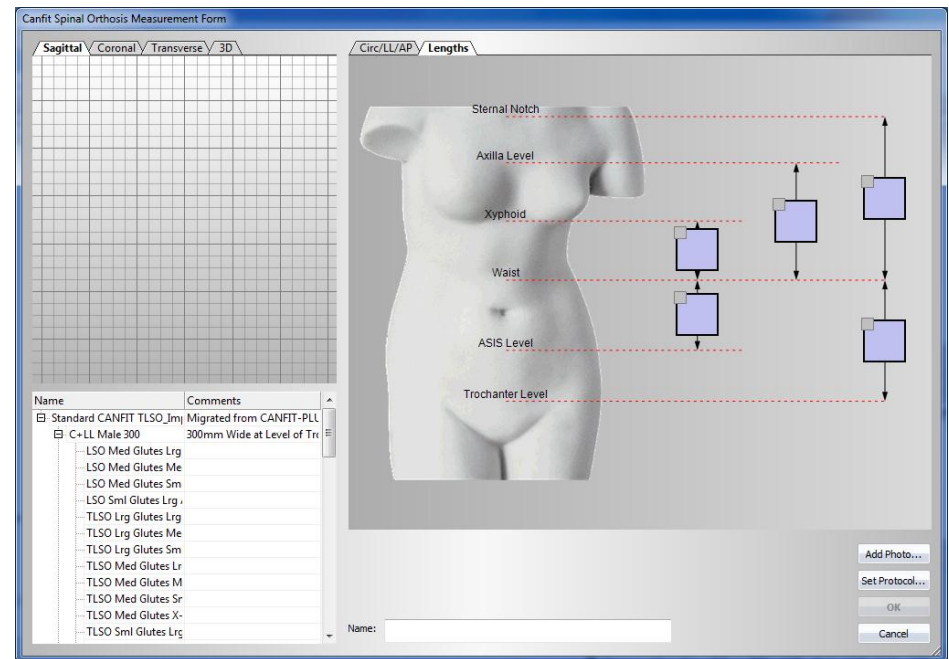 Canfit Spinal Orthosis Measurement Form
Sagittal Coronal Transverse 3D
Circ/LL/AP Lengths
Sternal Notch
Axilla Level
Xyphoid
Waist
ASIS Level
Trochanter Level
Name Comments
Standard CANFIT TLSO_Im Migrated from CANFIT-PLU
C+LL Male 300 300mm Wide at Level of Tr
LSO Med Glutes Lrg
LSO Med Glutes Me
LSO Med Glutes Sm
LSO Sml Glutes Lrg
TLSO Lrg Glutes Lrg
TLSO Lrg Glutes Me
TLSO Lrg Glutes Sm
TLSO Med Glutes Lr
TLSO Med Glutes M
TLSO Med Glutes Sr
TLSO Med Glutes X-
TLSO Sml Glutes Lrg
Name:
Add Photo...
Set Protocol...
OK
Cancel